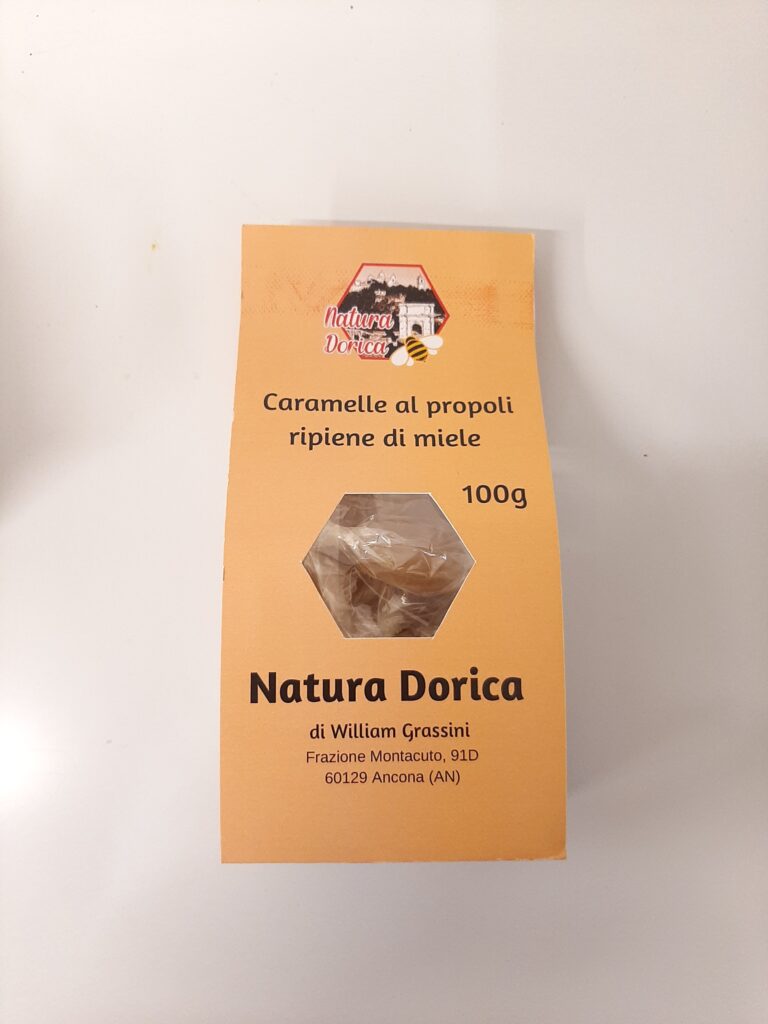 Natura
Dorica
Caramelle al propoli
ripiene di miele
100g
Natura Dorica
di William Grassini
Frazione Montacuto, 91D
60129 Ancona (AN)